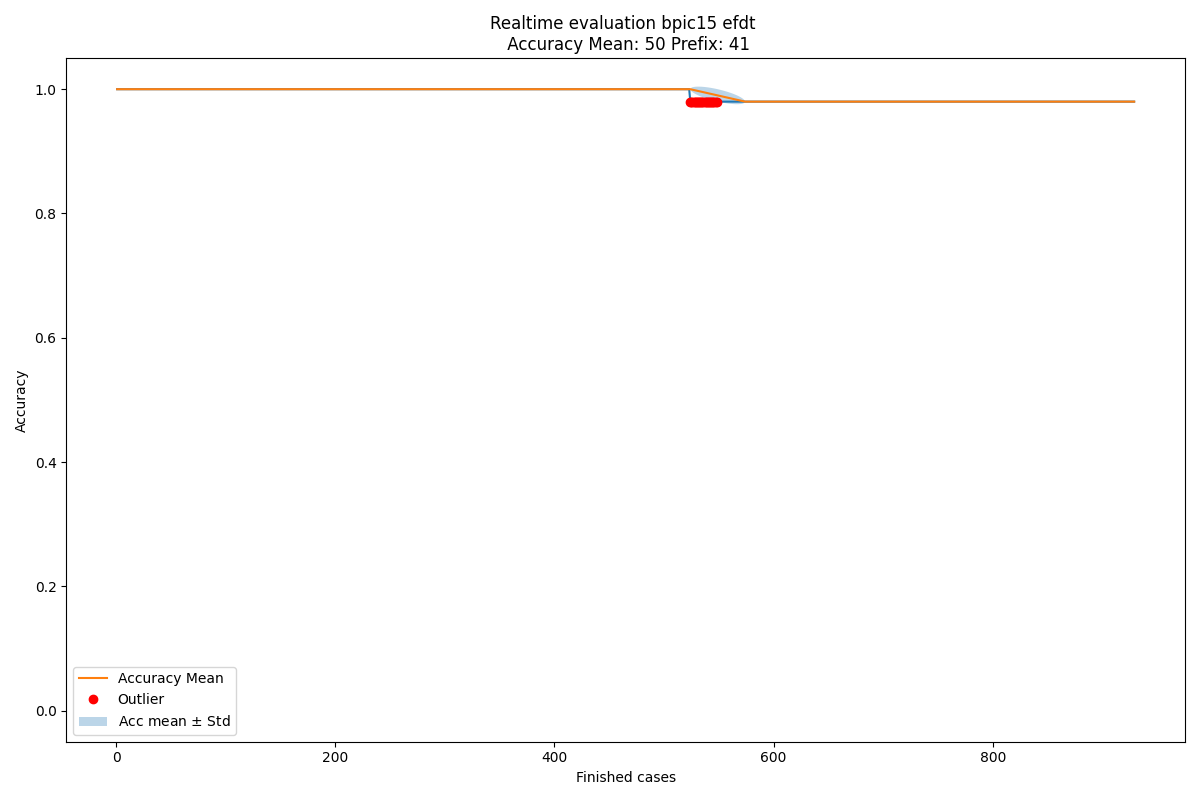 Realtime evaluation bpic15 efdt
Accuracy Mean: 50 Prefix: 41
1.0
0.8
0.6
0.4
0.2
0.0
Accuracy
Accuracy Mean
Outlier
Acc mean ± Std
0 200 400 600 800
Finished cases